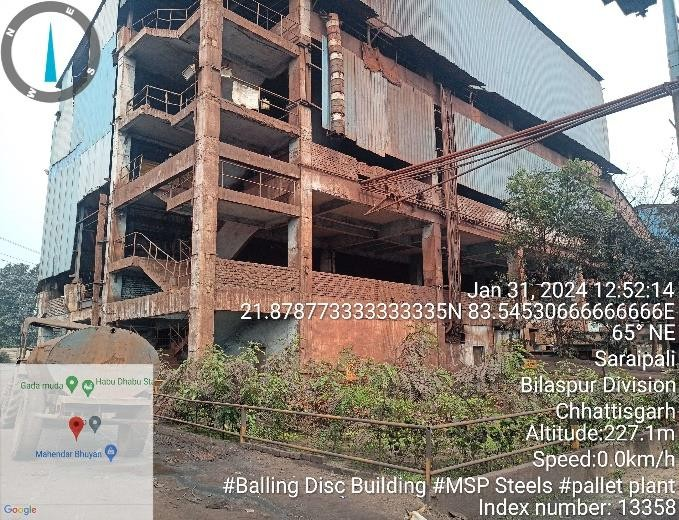 N
E
S
W
Jan 31, 2024 12:52:14
21.878773333333335N 83.54530666666666E
65° NE
Saraipali
Bilaspur Division
Chhattisgarh
Altitude:227.1m
Speed:0.0km/h
#Balling Disc Building #MSP Steels #pallet plant
Index number: 13358
Gada muda
Habu Dhabu Sta
Mahendar Bhuyan
Google